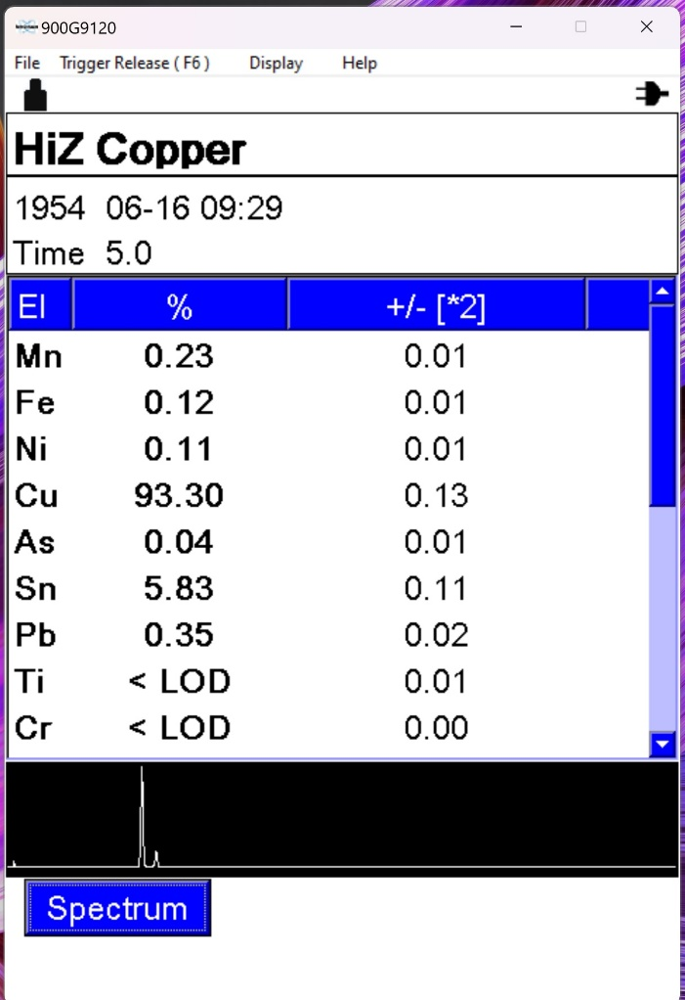 900G9120
File Trigger Release ( F6 ) Display Help
HiZ Copper
1954 06-16 09:29
Time 5.0
El % +/- [*2]
Mn 0.23 0.01
Fe 0.12 0.01
Ni 0.11 0.01
Cu 93.30 0.13
As 0.04 0.01
Sn 5.83 0.11
Pb 0.35 0.02
Ti < LOD 0.01
Cr < LOD 0.00
Spectrum